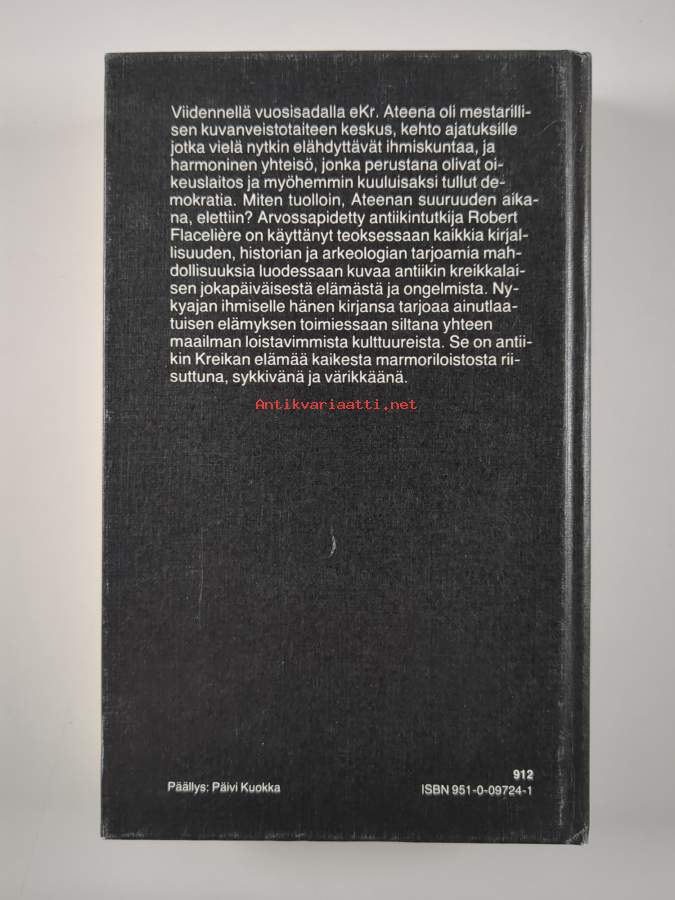 Viidennellä vuosisadalla eKr. Ateena oli mestarilli-
sen kuvanveistotaiteen keskus, kehto ajatuksille
jotka vielä nytkin elähdyttävät ihmiskuntaa, ja
harmoninen yhteisö, jonka perustana olivat oi-
keuslaitos ja myöhemmin kuuluisaksi tullut de-
mokratia. Miten tuolloin, Ateenan suuruuden aika-
na, elettiin? Arvossapidetty antiikintutkija Robert
Flacelière on käyttänyt teoksessaan kaikkia kirjal-
lisuuden, historian ja arkeologian tarjoamia mah-
dollisuuksia luodessaan kuvaa antiikin kreikkalai-
sen jokapäiväisestä elämästä ja ongelmista. Ny-
kyajan ihmiselle hänen kirjansa tarjoaa ainutlaa-
tuisen elämyksen toimiessaan siltana yhteen
maailman loistavimmista kulttuureista. Se on antii-
kin Kreikan elämää kaikesta marmoriloistosta rii-
suttuna, sykkivänä ja värikkäänä.
Antikvariaatti.net
912
Päällys: Päivi Kuokka
ISBN 951-0-09724-1